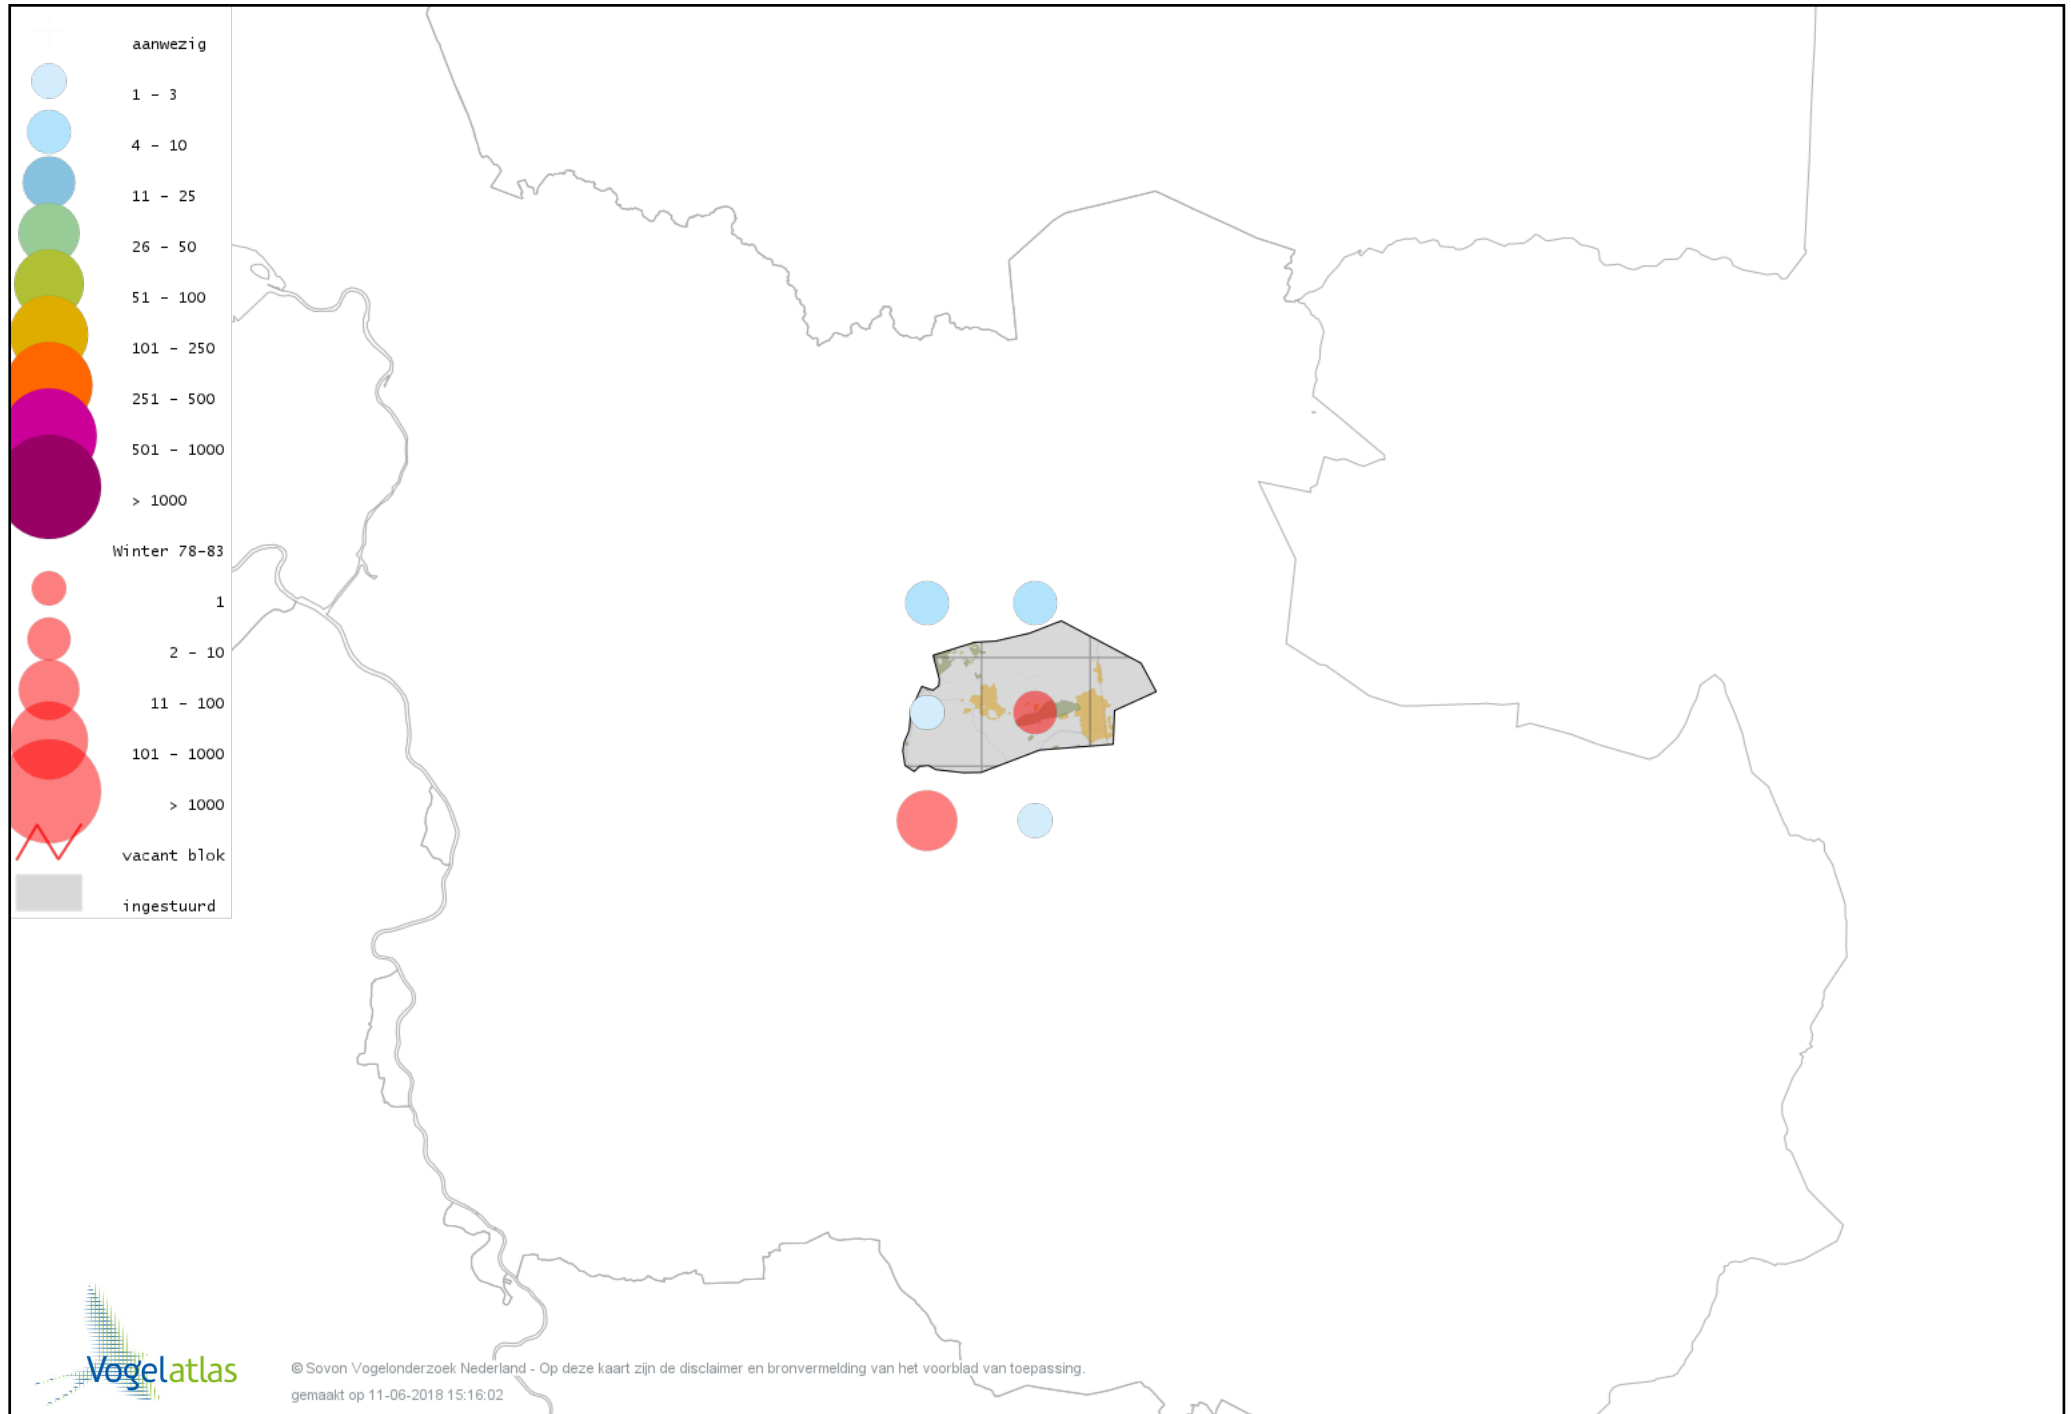 aanwezig
1 - 3
4 - 10
11 - 25
26 - 50
51 - 100
101 - 250
251 - 500
501 - 1000
> 1000
Winter 78-83
1
2 - 10
11 - 100
101 - 1000
> 1000
vacant blok
ingestuurd
Vogelatlas
© Sovon Vogelonderzoek Nederland - Op deze kaart zijn de disclaimer en bronvermelding van het voorblad van toepassing.
gemaakt op 11-06-2018 15:16:02